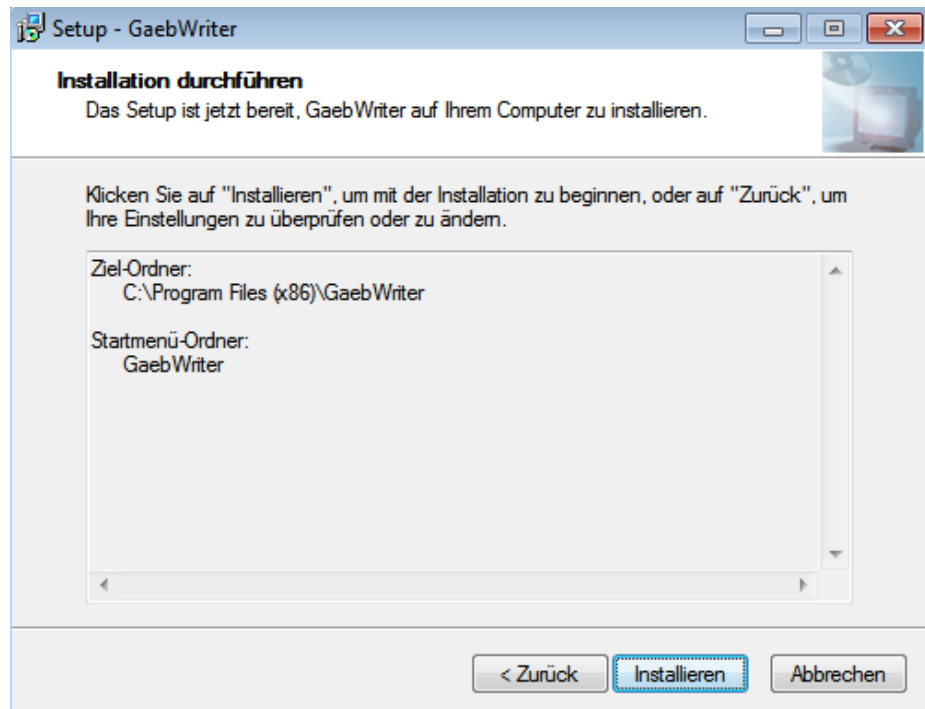 Setup - GaebWriter
Installation durchführen
Das Setup ist jetzt bereit, GaebWriter auf Ihrem Computer zu installieren.
Klicken Sie auf "Installieren", um mit der Installation zu beginnen, oder auf "Zurück", um
Ihre Einstellungen zu überprüfen oder zu ändern.
Ziel-Ordner:
C:\Program Files (x86)\GaebWriter
Startmenü-Ordner:
GaebWriter
< Zurück
Installieren
Abbrechen